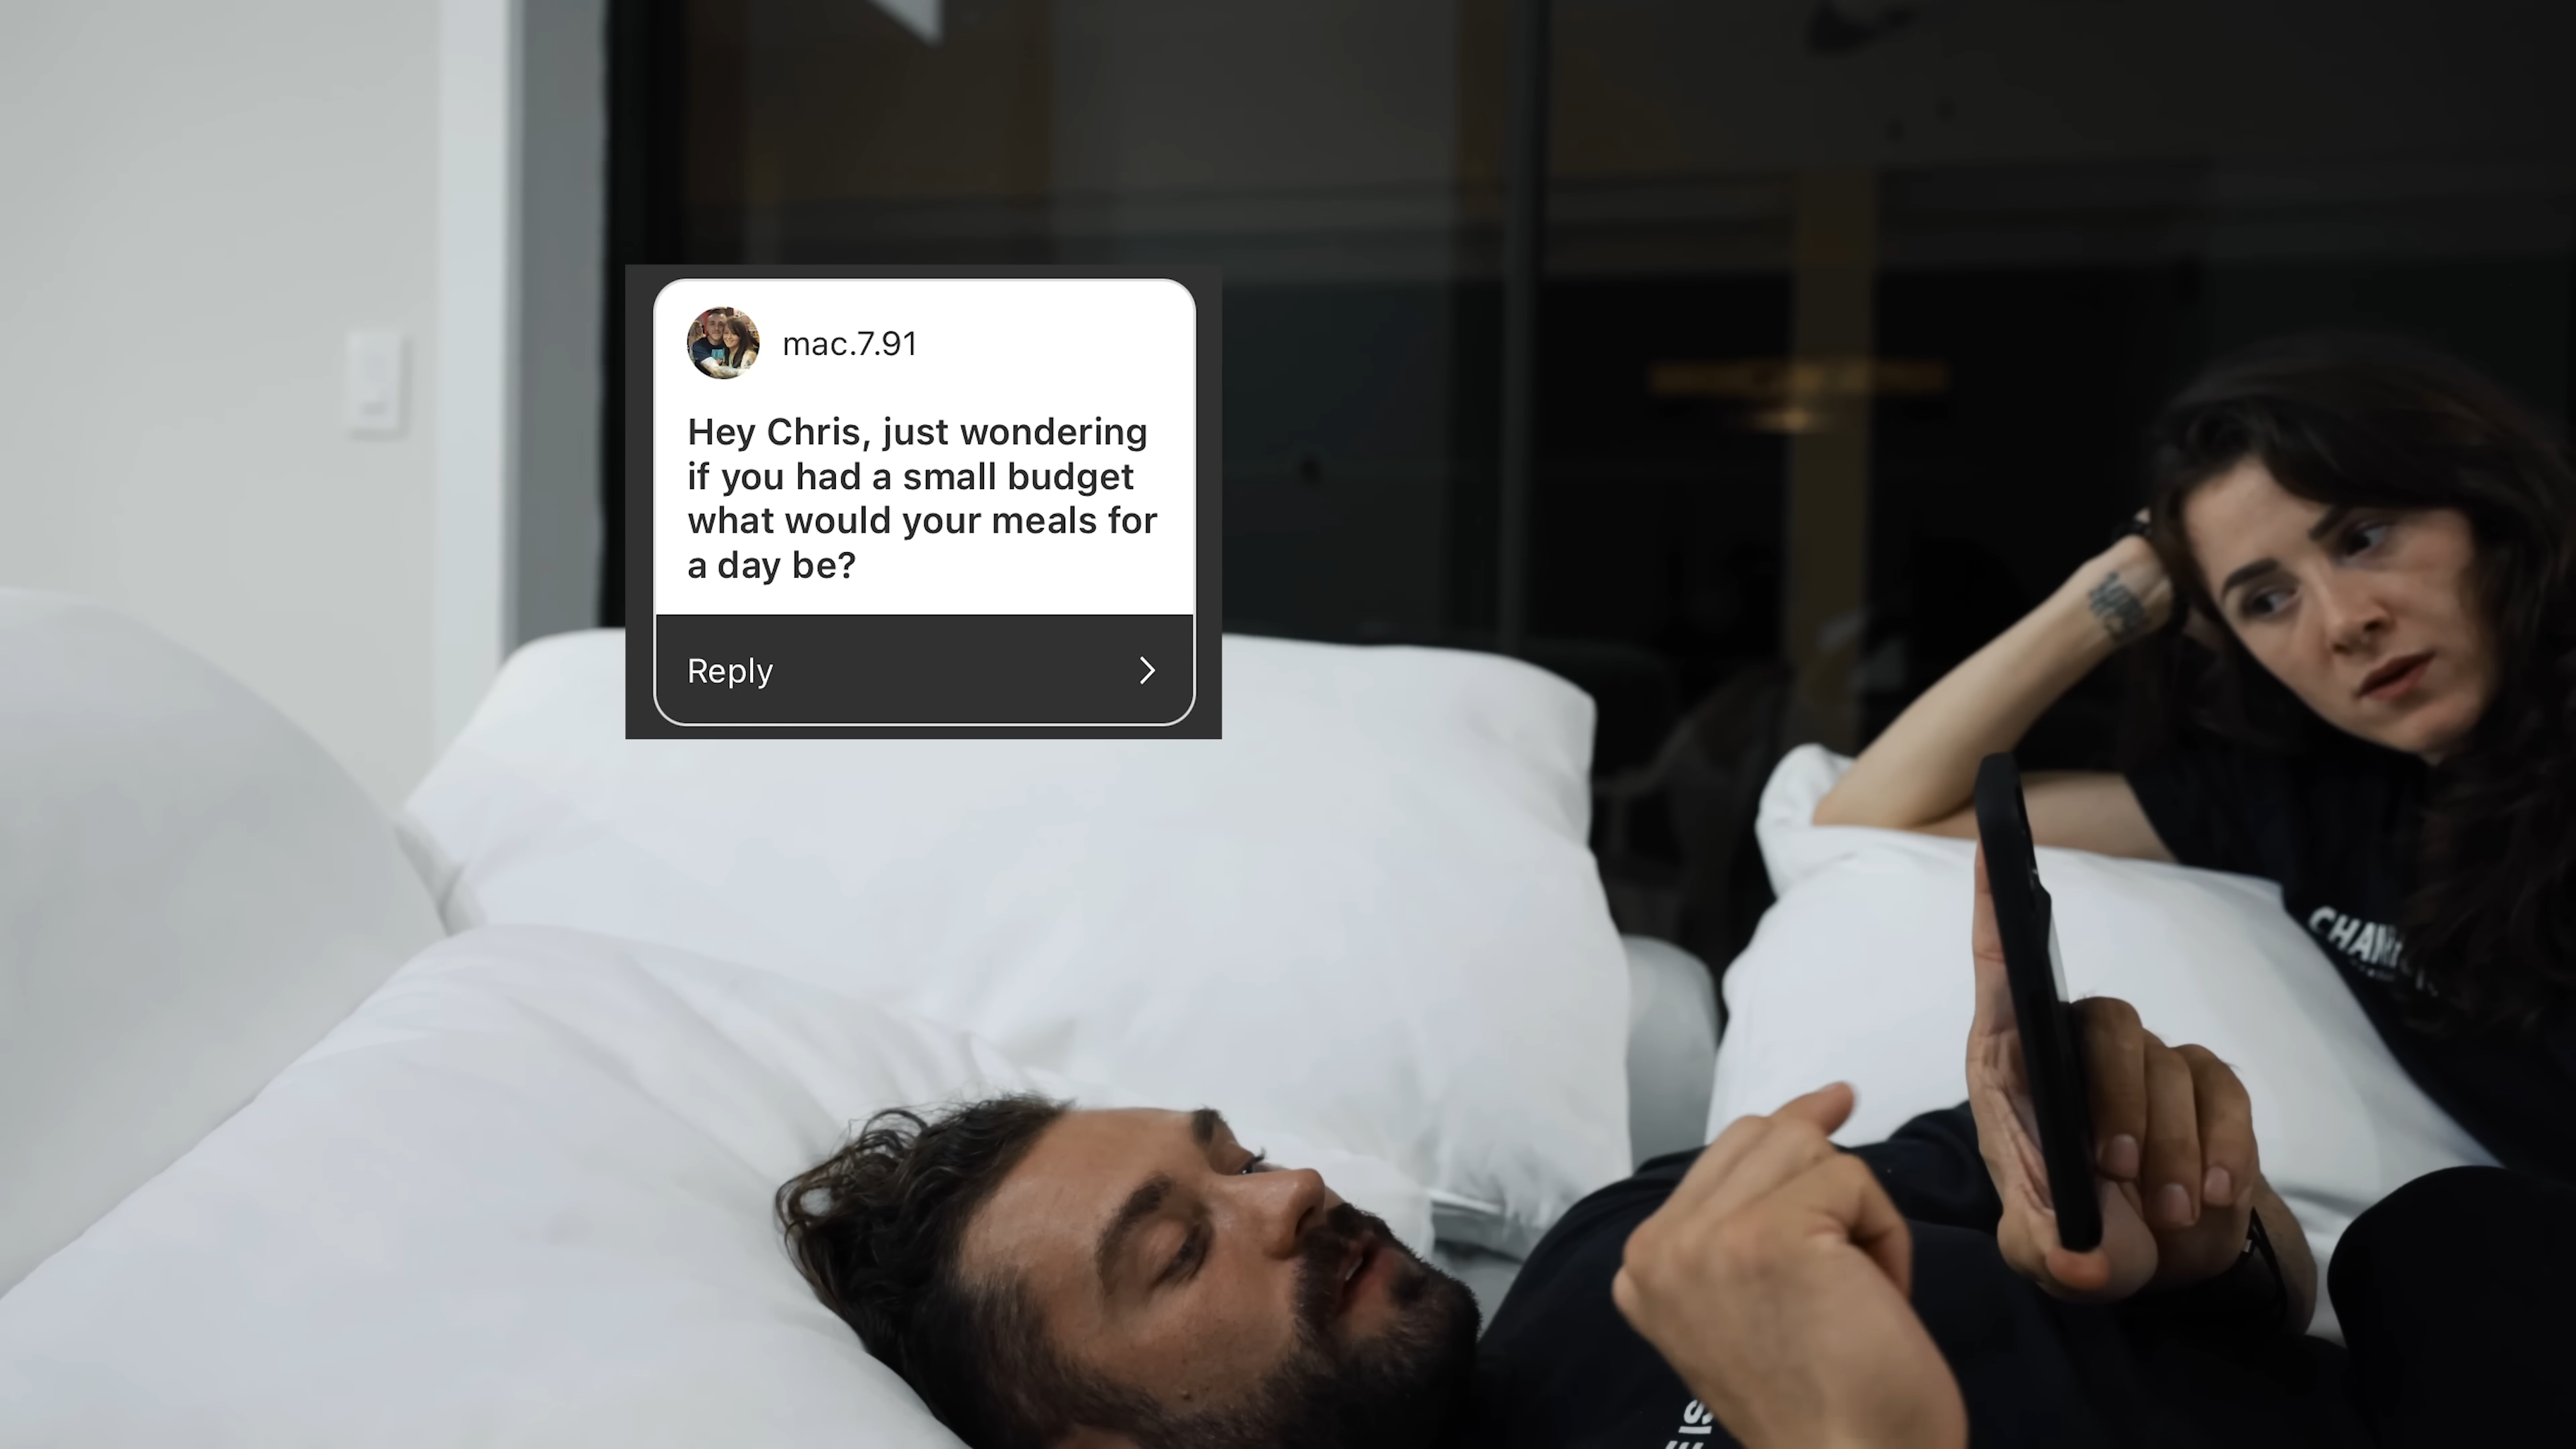 mac.7.91
Hey Chris, just wondering
if you had a small budget
what would your meals for
a day be?
Reply